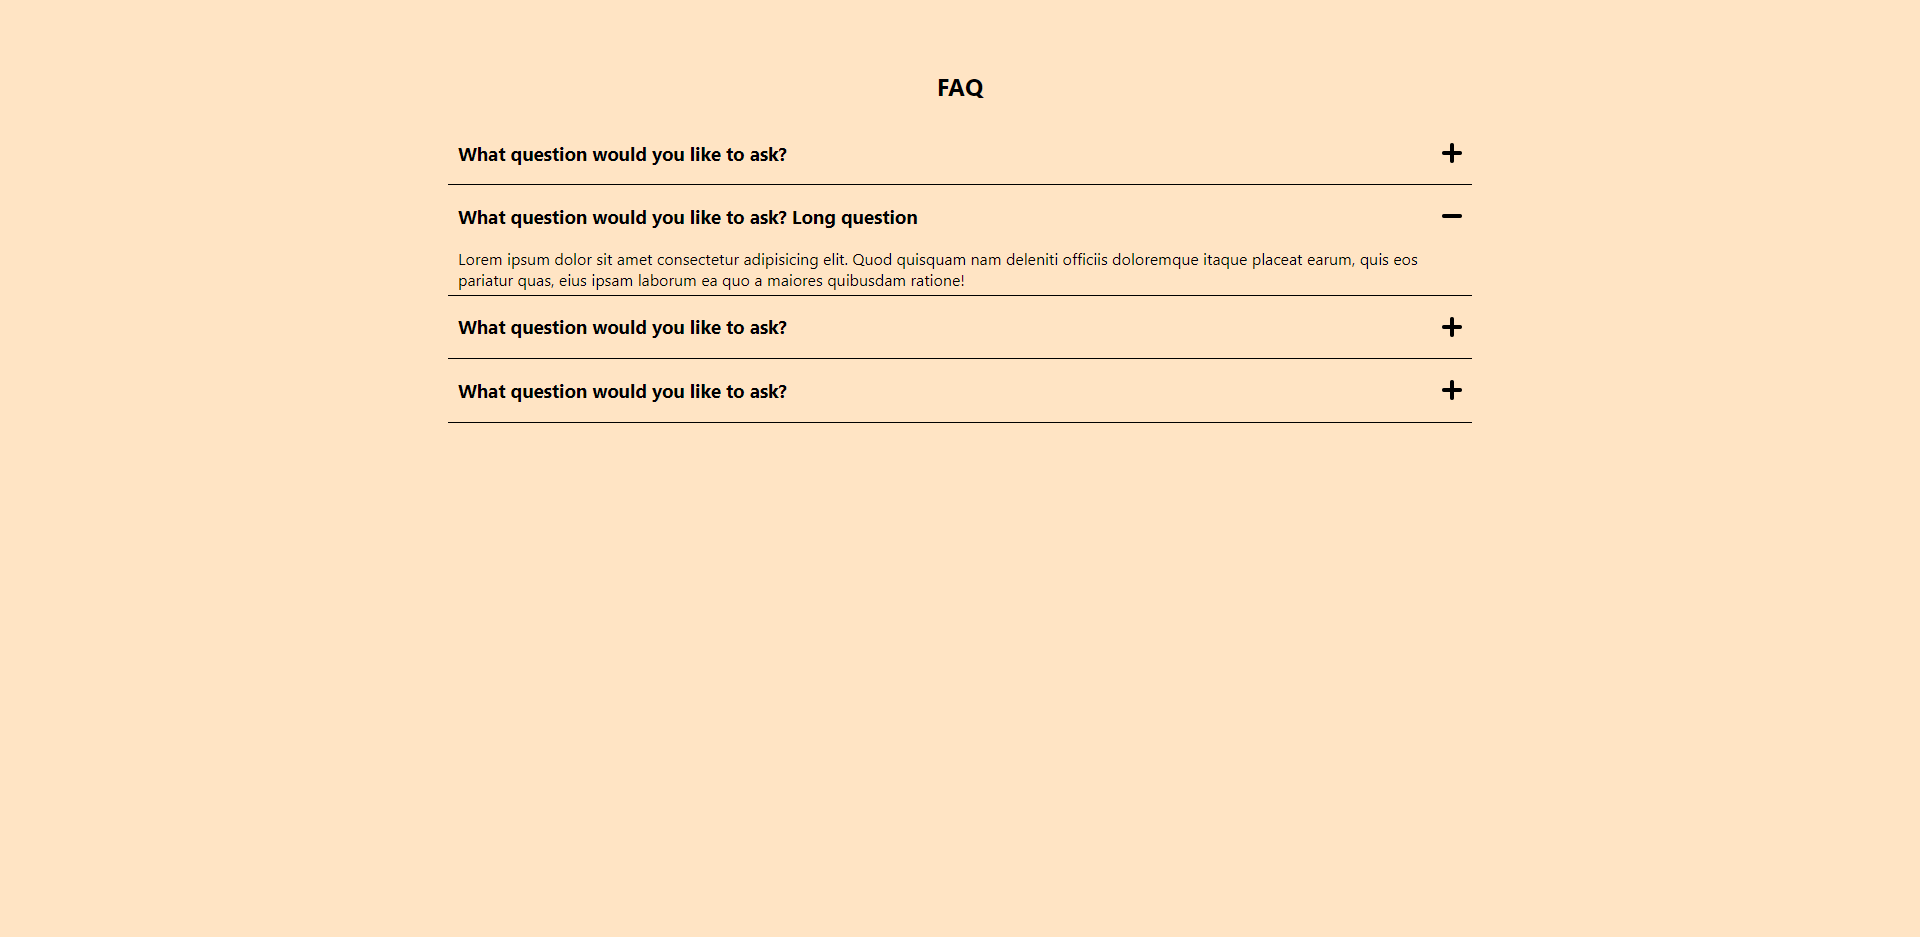 FAQ
What question would you like to ask?
What question would you like to ask? Long question
Lorem ipsum dolor sit amet consectetur adipisicing elit. Quod quisquam nam deleniti officiis doloremque itaque placeat earum, quis eos
pariatur quas, eius ipsam laborum ea quo a maiores quibusdam ratione!
What question would you like to ask?
What question would you like to ask?